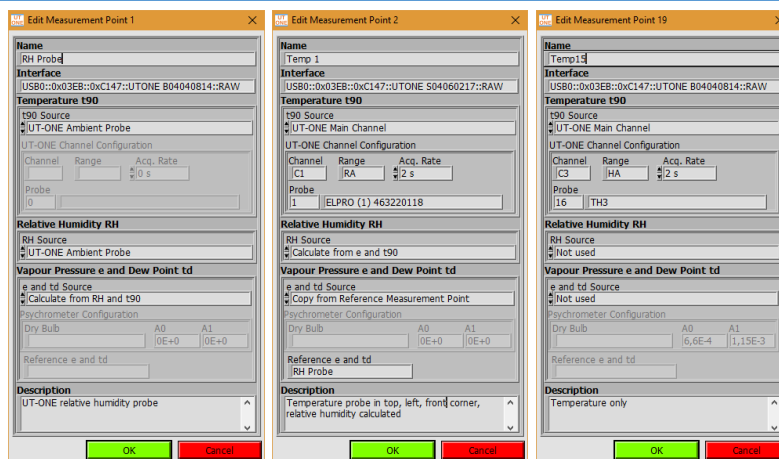 UT-ONE Edit Measurement Point 1
Name
RH Probe
Interface
USB0::0x03EB::0xC147::UTONE B04040814::RAW
Temperature t90
t90 Source
UT-ONE Ambient Probe
UT-ONE Channel Configuration
Channel Range Acq. Rate
0 s
Probe
0
Relative Humidity RH
RH Source
UT-ONE Ambient Probe
Vapour Pressure e and Dew Point td
e and td Source
Calculate from RH and t90
Psychrometer Configuration
Dry Bulb A0 A1
0E+0 0E+0
Reference e and td
Description
UT-ONE relative humidity probe
OK Cancel
UT-ONE Edit Measurement Point 2
Name
Temp 1
Interface
USB0::0x03EB::0xC147::UTONE S04060217::RAW
Temperature t90
t90 Source
UT-ONE Main Channel
UT-ONE Channel Configuration
Channel Range Acq. Rate
C1 RA 2 s
Probe
1 ELPRO (1) 463220118
Relative Humidity RH
RH Source
Calculate from e and t90
Vapour Pressure e and Dew Point td
e and td Source
Copy from Reference Measurement Point
Psychrometer Configuration
Dry Bulb A0 A1
0E+0 0E+0
Reference e and td
RH Probe
Description
Temperature probe in top, left, front corner,
relative humidity calculated
OK Cancel
UT-ONE Edit Measurement Point 19
Name
Temp15
Interface
USB0::0x03EB::0xC147::UTONE B04040814::RAW
Temperature t90
t90 Source
UT-ONE Main Channel
UT-ONE Channel Configuration
Channel Range Acq. Rate
C3 HA 2 s
Probe
16 TH3
Relative Humidity RH
RH Source
Not used
Vapour Pressure e and Dew Point td
e and td Source
Not used
Psychrometer Configuration
Dry Bulb A0 A1
6,6E-4 1,15E-3
Reference e and td
Description
Temperature only
OK Cancel